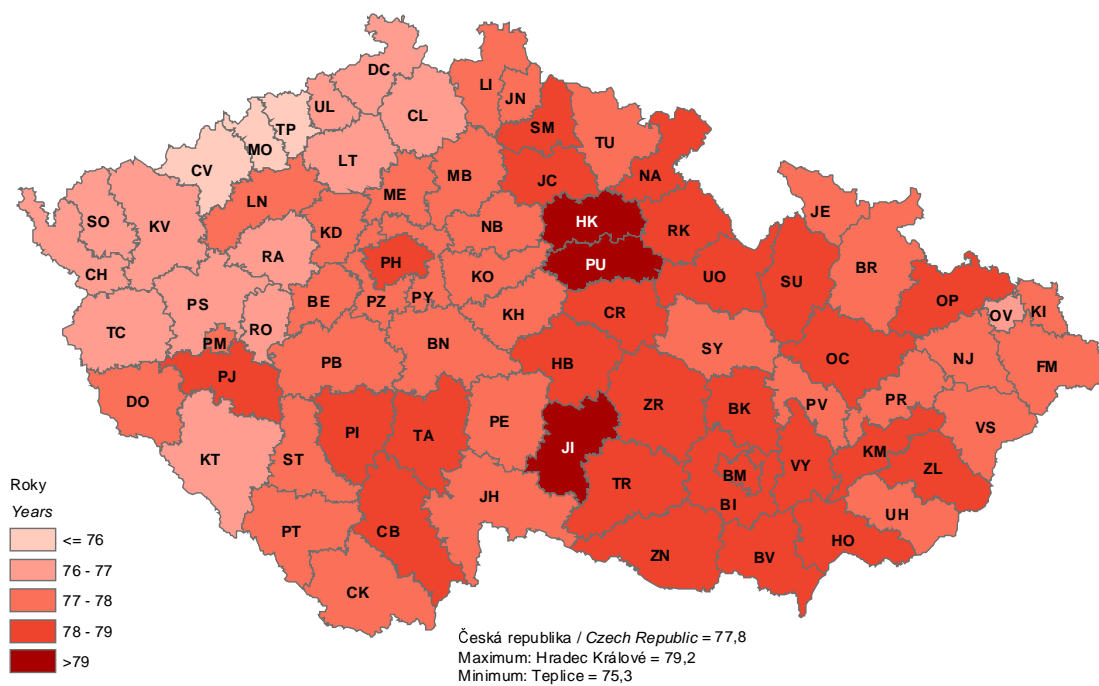 DC
LI
JN
UL
TP
CL
SM
TU
MO
LT
CV
MB
JC
NA
ME
LN
SO
KV
KD
NB
HK
RK
JE
CH
RA
PH
KO
PU
UO
SU
BR
PS
BE
PZ
PY
KH
CR
OP
OV
KI
TC
RO
PM
BN
SY
OC
NJ
FM
PJ
PB
HB
DO
PI
TA
PE
ZR
BK
PV
PR
VS
KT
ST
JI
BM
VY
KM
ZL
TR
BI
JH
PT
CB
UH
HO
ZN
BV
CK
Roky
Years
<= 76
76 - 77
77 - 78
78 - 79
>79
Česká republika / Czech Republic = 77,8
Maximum: Hradec Králové = 79,2
Minimum: Teplice = 75,3